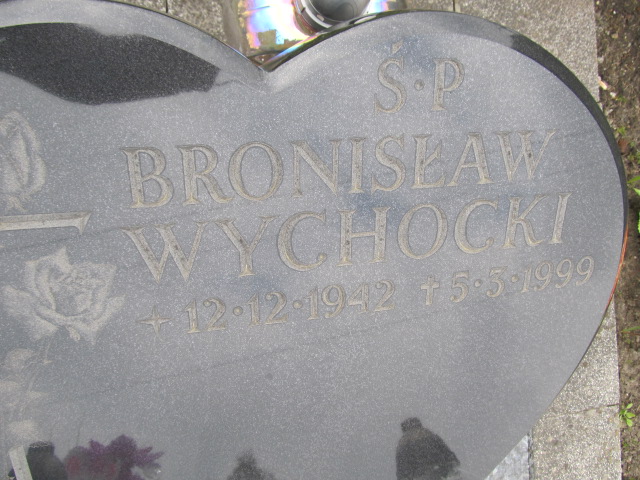 Ś·P
BRONISŁAW
WYCHOCKI
+ 12·12·1942 † 5·3·1999